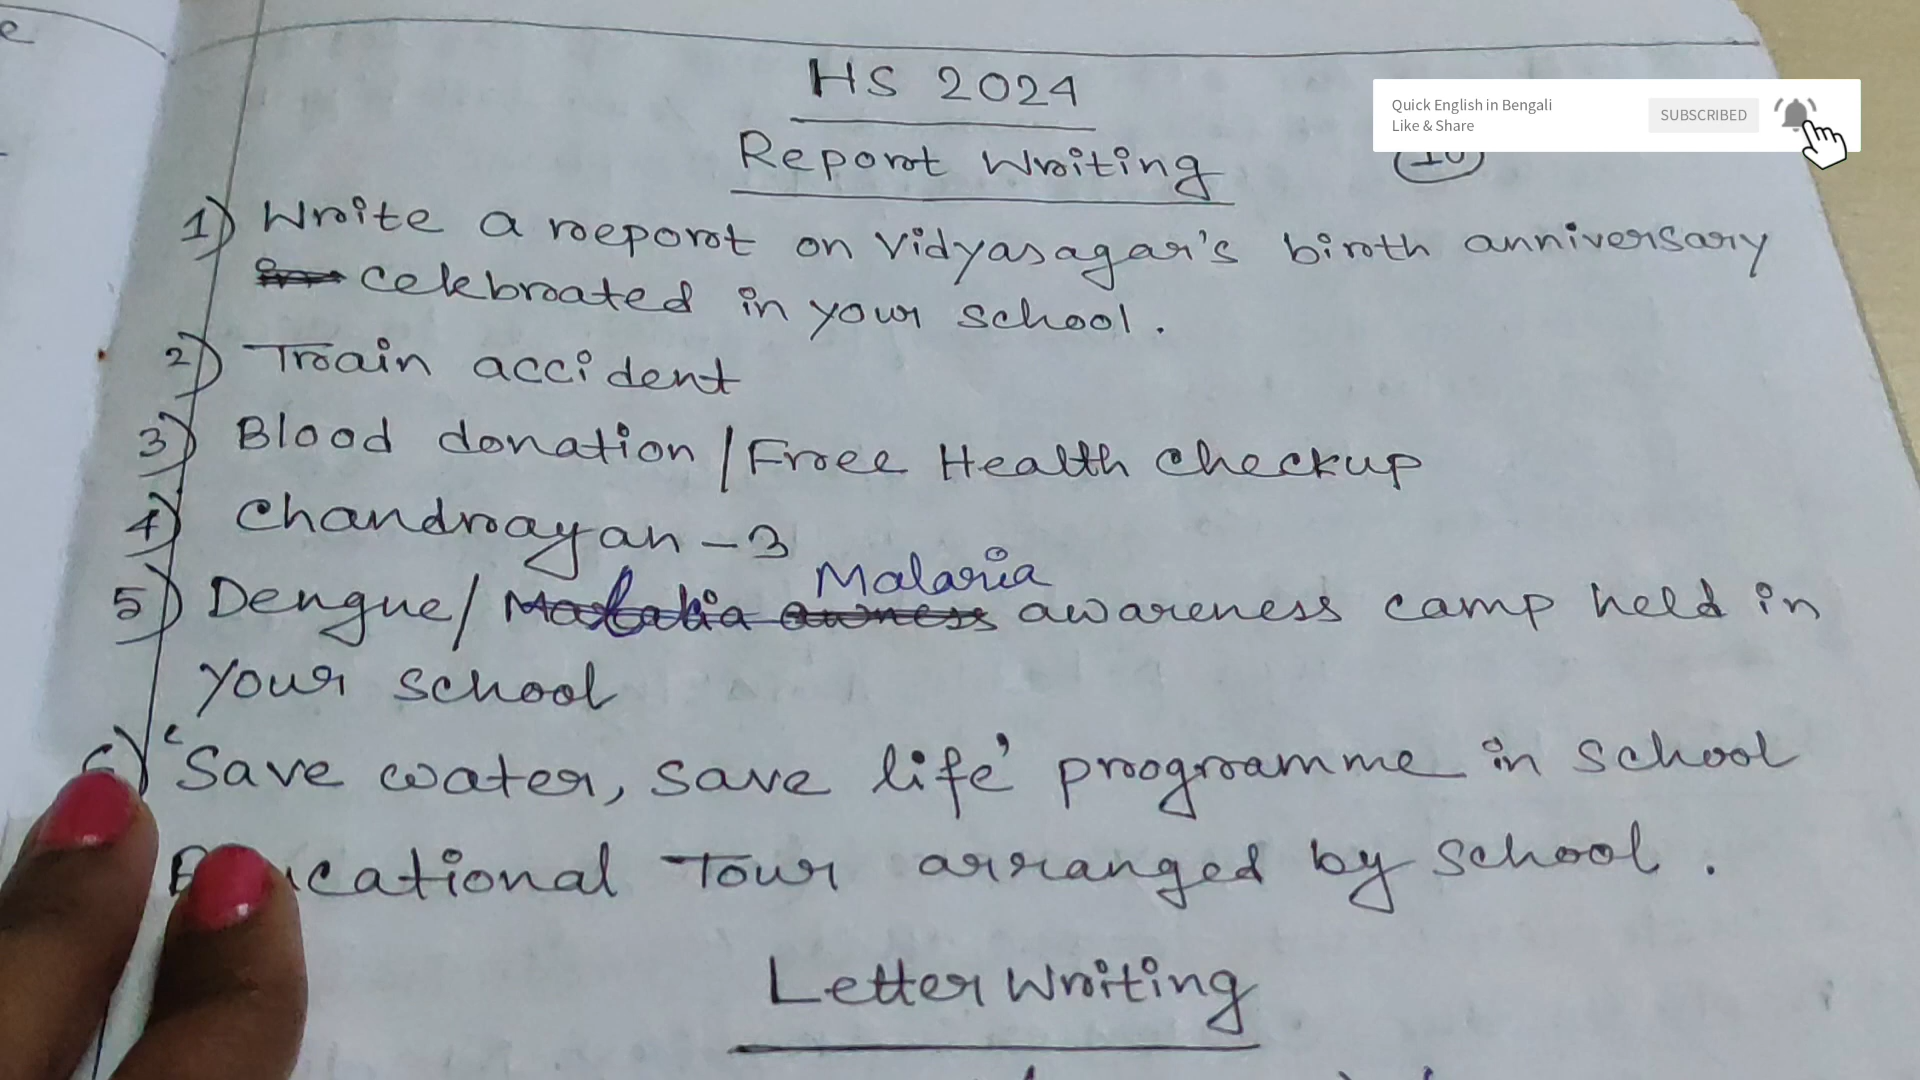 HS 2024
Quick English in Bengali
Like & Share
SUBSCRIBED
Report Writing
1) Write a report on Vidyasagar's birth anniversary
celebrated in your school.
2) Train accident
3) Blood donation / Free Health checkup
4) Chandrayan - 3
5) Dengue / Malaria awareness camp held in
your school
'Save water, save life' programme in school
Tour arranged by school.
Letter Writing